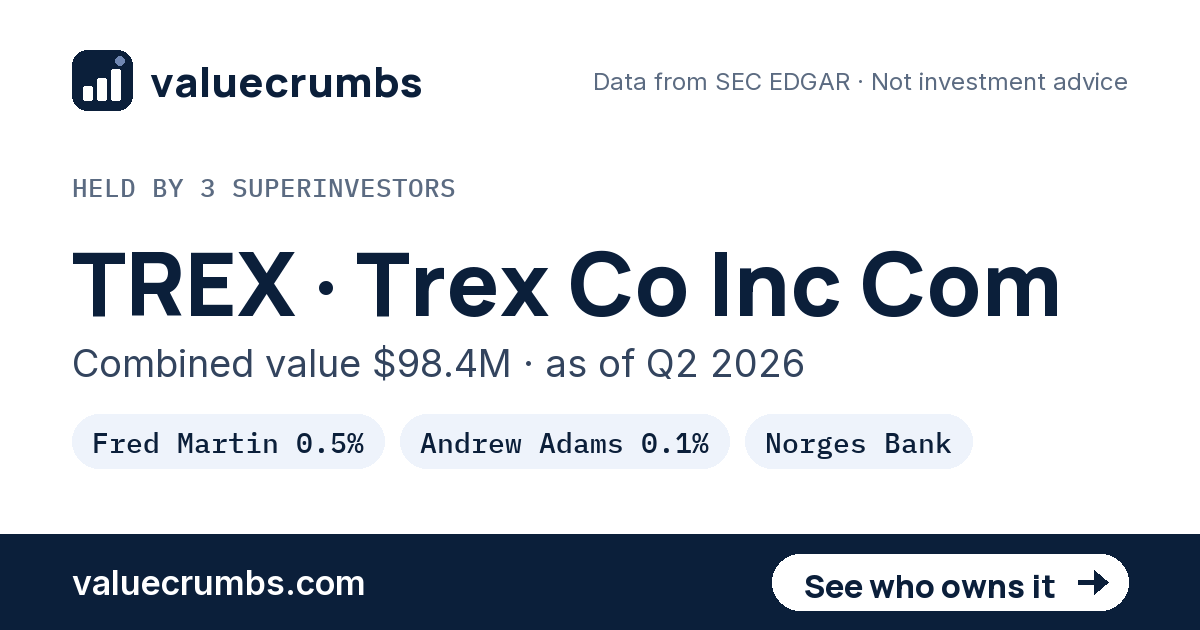 valuecrumbs
Data from SEC EDGAR · Not investment advice
HELD BY 3 SUPERINVESTORS
TREX · Trex Co Inc Com
Combined value $98.4M · as of Q2 2026
Fred Martin 0.5% Andrew Adams 0.1% Norges Bank
valuecrumbs.com
See who owns it →